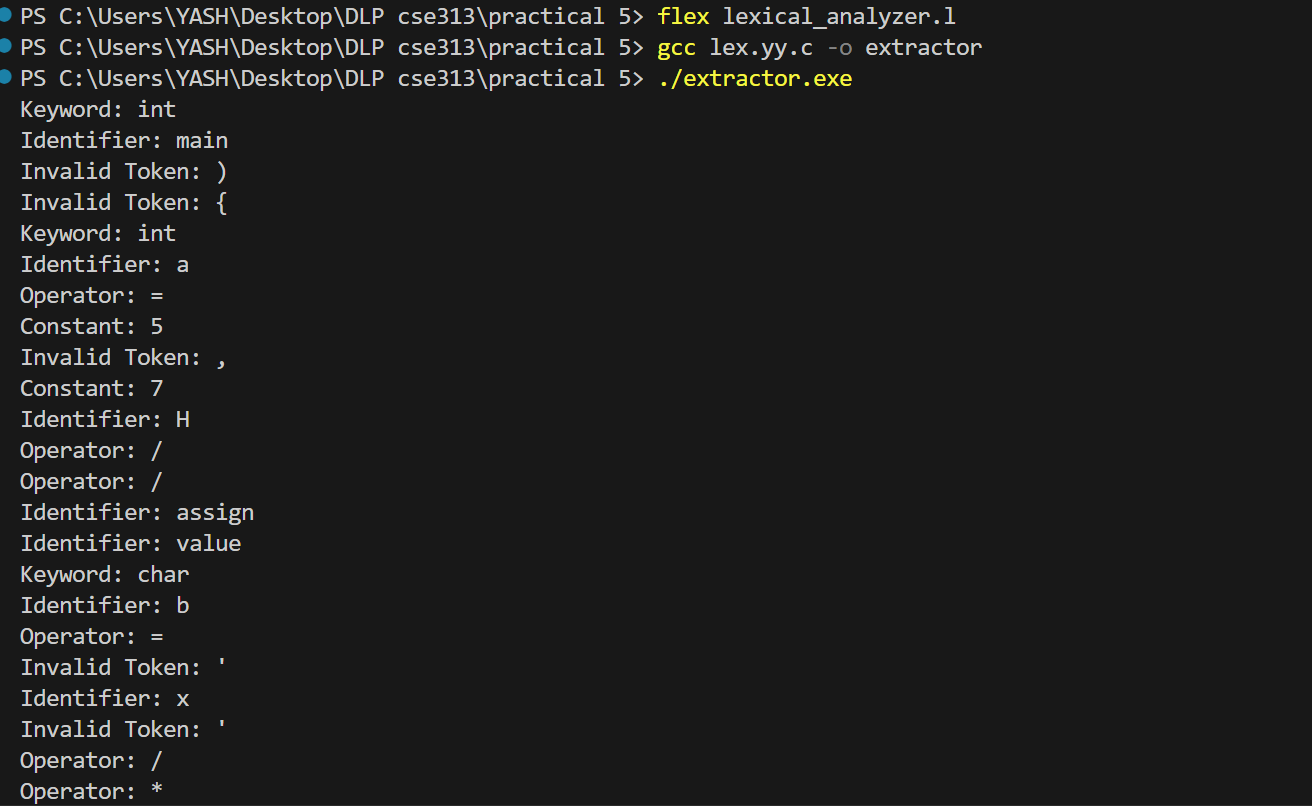 PS C:\Users\YASH\Desktop\DLP cse313\practical 5> flex lexical_analyzer.l
PS C:\Users\YASH\Desktop\DLP cse313\practical 5> gcc lex.yy.c -o extractor
PS C:\Users\YASH\Desktop\DLP cse313\practical 5> ./extractor.exe
Keyword: int
Identifier: main
Invalid Token: )
Invalid Token: {
Keyword: int
Identifier: a
Operator: =
Constant: 5
Invalid Token: ,
Constant: 7
Identifier: H
Operator: /
Operator: /
Identifier: assign
Identifier: value
Keyword: char
Identifier: b
Operator: =
Invalid Token: '
Identifier: x
Invalid Token: '
Operator: /
Operator: *